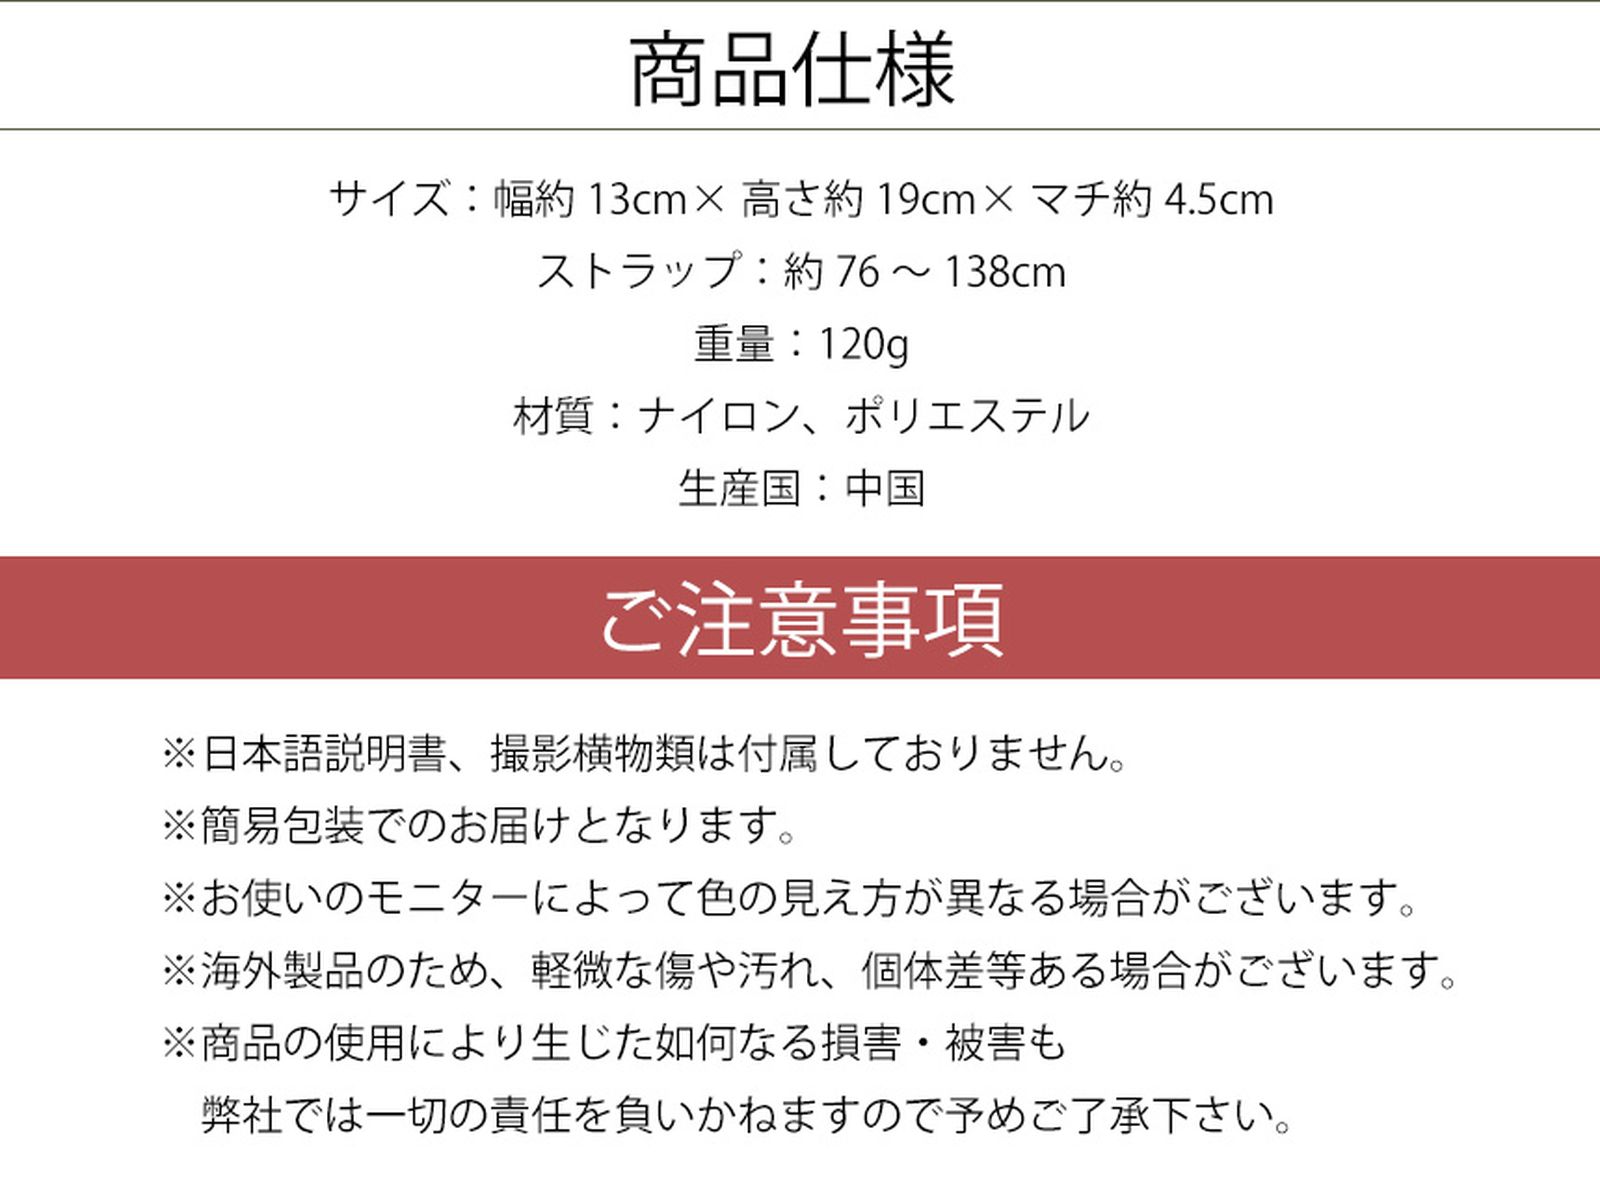 商品仕様
サイズ：幅約 13cm× 高さ約 19cm× マチ約 4.5cm
ストラップ：約 76 ～ 138cm
重量：120g
材質：ナイロン、ポリエステル
生産国：中国
ご注意事項
※日本語説明書、撮影横物類は付属しておりません。
※簡易包装でのお届けとなります。
※お使いのモニターによって色の見え方が異なる場合がございます。
※海外製品のため、軽微な傷や汚れ、個体差等ある場合がございます。
※商品の使用により生じた如何なる損害・被害も
弊社では一切の責任を負いかねますので予めご了承下さい。